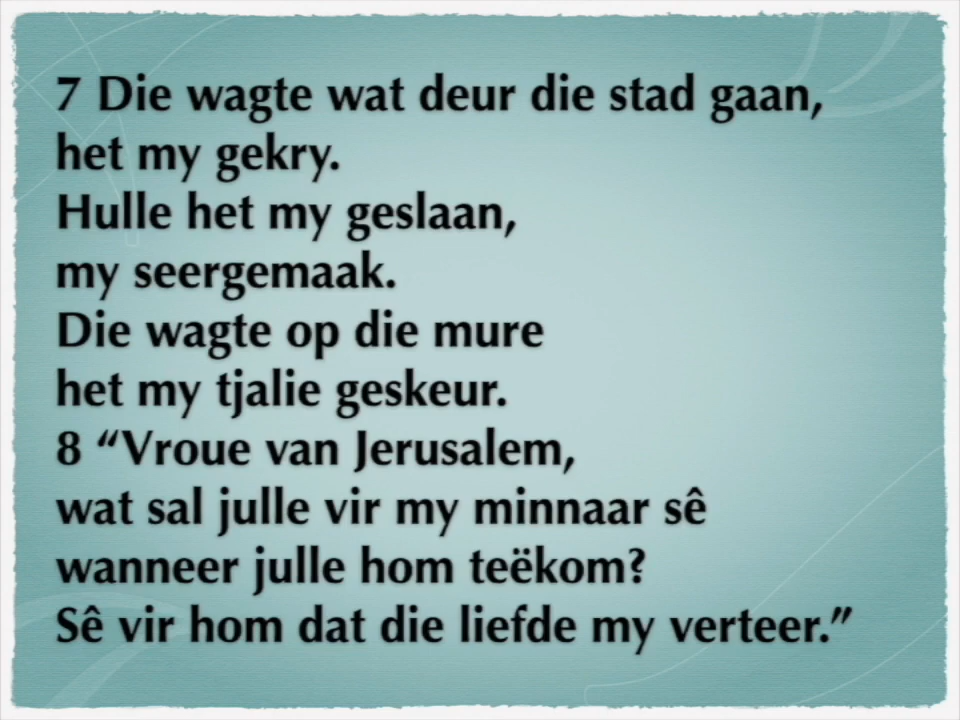 7 Die wagte wat deur die stad gaan,
het my gekry.
Hulle het my geslaan,
my seergemaak.
Die wagte op die mure
het my tjalie geskeur.
8 “Vroue van Jerusalem,
wat sal julle vir my minnaar sê
wanneer julle hom teëkom?
Sê vir hom dat die liefde my verteer.”